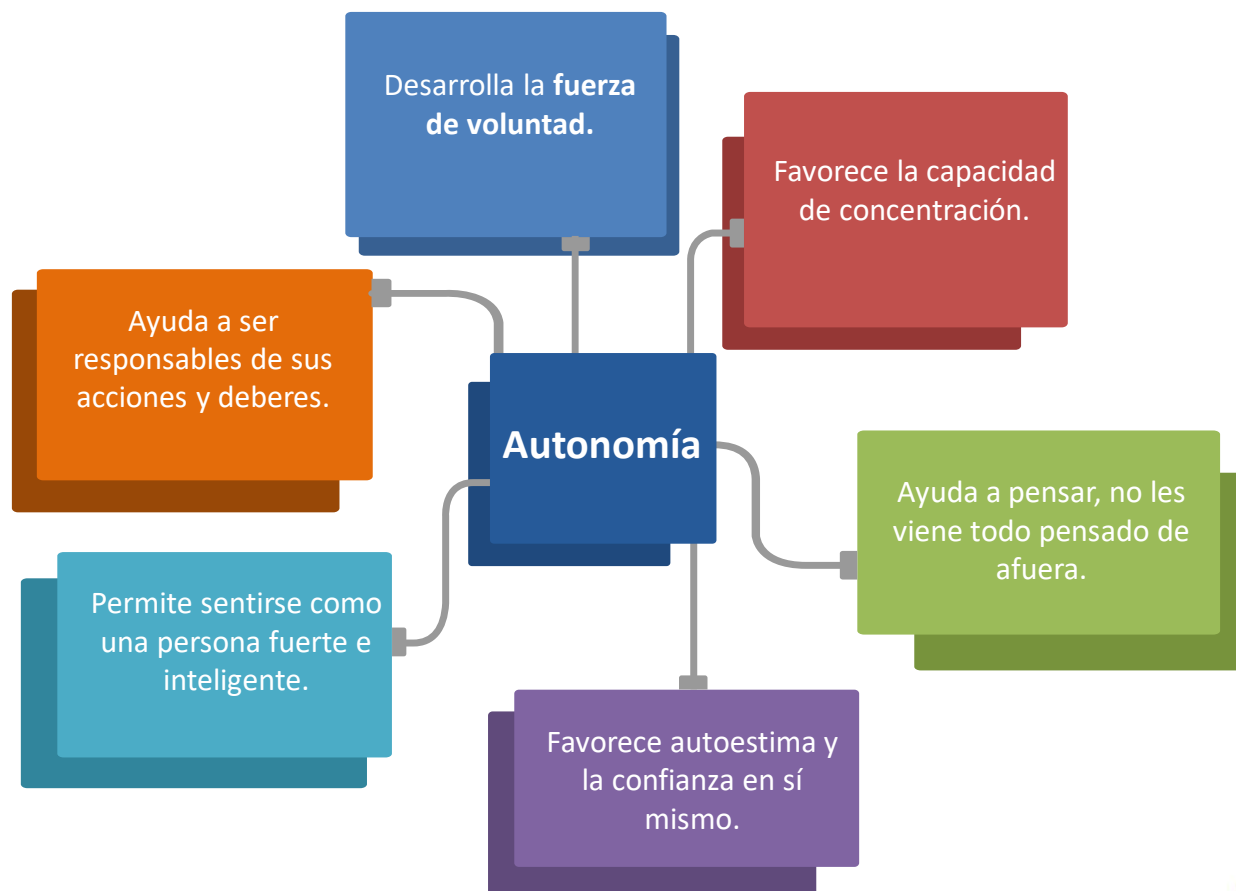 Desarrolla la fuerza
de voluntad.
Favorece la capacidad
de concentración.
Ayuda a ser
responsables de sus
acciones y deberes.
Autonomía
Ayuda a pensar, no les
viene todo pensado de
afuera.
Permite sentirse como
una persona fuerte e
inteligente.
Favorece autoestima y
la confianza en sí
mismo.